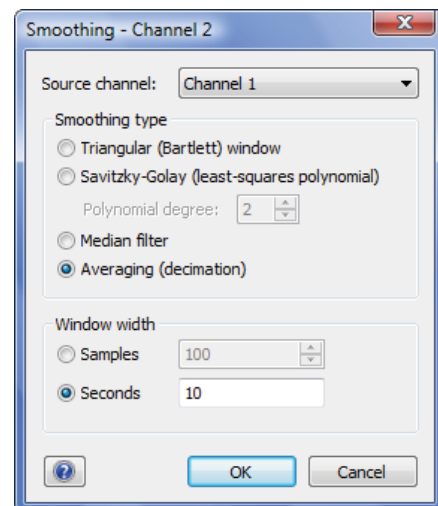 Smoothing - Channel 2
Source channel: Channel 1
Smoothing type
Triangular (Bartlett) window
Savitzky-Golay (least-squares polynomial)
Polynomial degree: 2
Median filter
Averaging (decimation)
Window width
Samples 100
Seconds 10
? OK Cancel